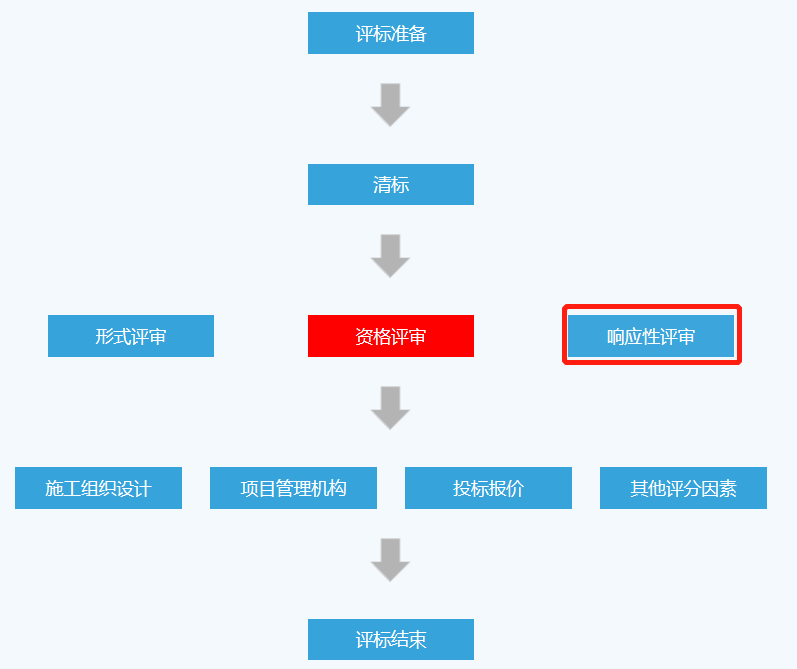 评标准备
清标
形式评审
资格评审
响应性评审
施工组织设计
项目管理机构
投标报价
其他评分因素
评标结束